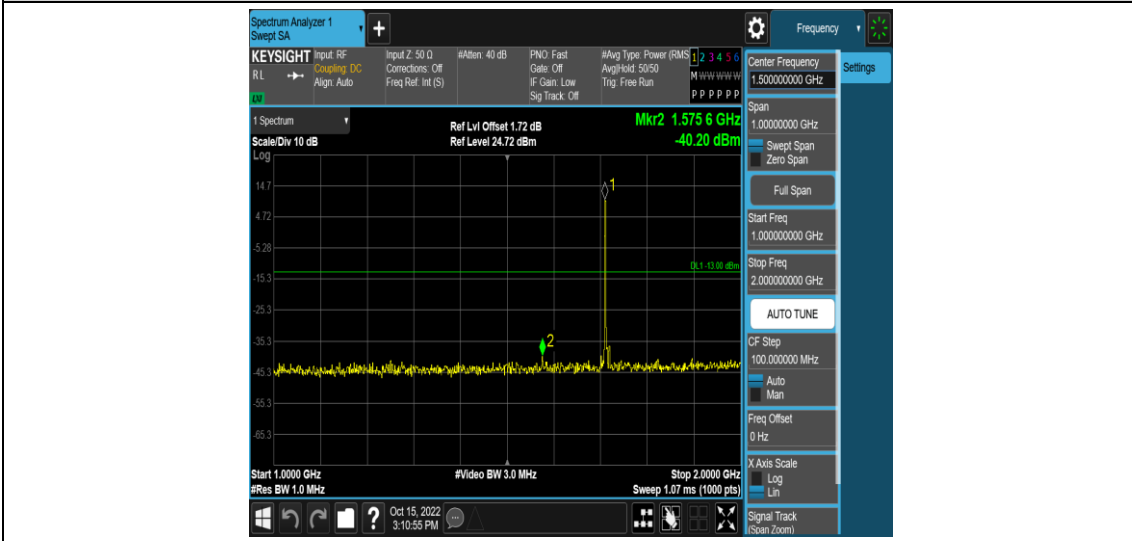 Spectrum Analyzer 1
Swept SA
+
Frequency
KEYSIGHT
RL
Input: RF
Coupling: DC
Align: Auto
Input Z: 50 Ω
Corrections: Off
Freq Ref: Int (S)
#Atten: 40 dB
PNO: Fast
Gate: Off
IF Gain: Low
Sig Track: Off
#Avg Type: Power (RMS
Avg|Hold: 50/50
Trig: Free Run
1 2 3 4 5 6
M W W W W W
P P P P P P
1 Spectrum
Scale/Div 10 dB
Log
Ref Lvl Offset 1.72 dB
Ref Level 24.72 dBm
Mkr2 1.575 6 GHz
-40.20 dBm
14.7
4.72
-5.28
-15.3
-25.3
-35.3
-45.3
-55.3
-65.3
1
DL1 -13.00 dBm
2
Start 1.0000 GHz
#Res BW 1.0 MHz
#Video BW 3.0 MHz
Stop 2.0000 GHz
Sweep 1.07 ms (1000 pts)
Center Frequency
1.500000000 GHz
Span
1.00000000 GHz
Swept Span
Zero Span
Full Span
Start Freq
1.000000000 GHz
Stop Freq
2.000000000 GHz
AUTO TUNE
CF Step
100.000000 MHz
Auto
Man
Freq Offset
0 Hz
X Axis Scale
Log
Lin
Signal Track
(Span Zoom)
Settings
?
Oct 15, 2022
3:10:55 PM